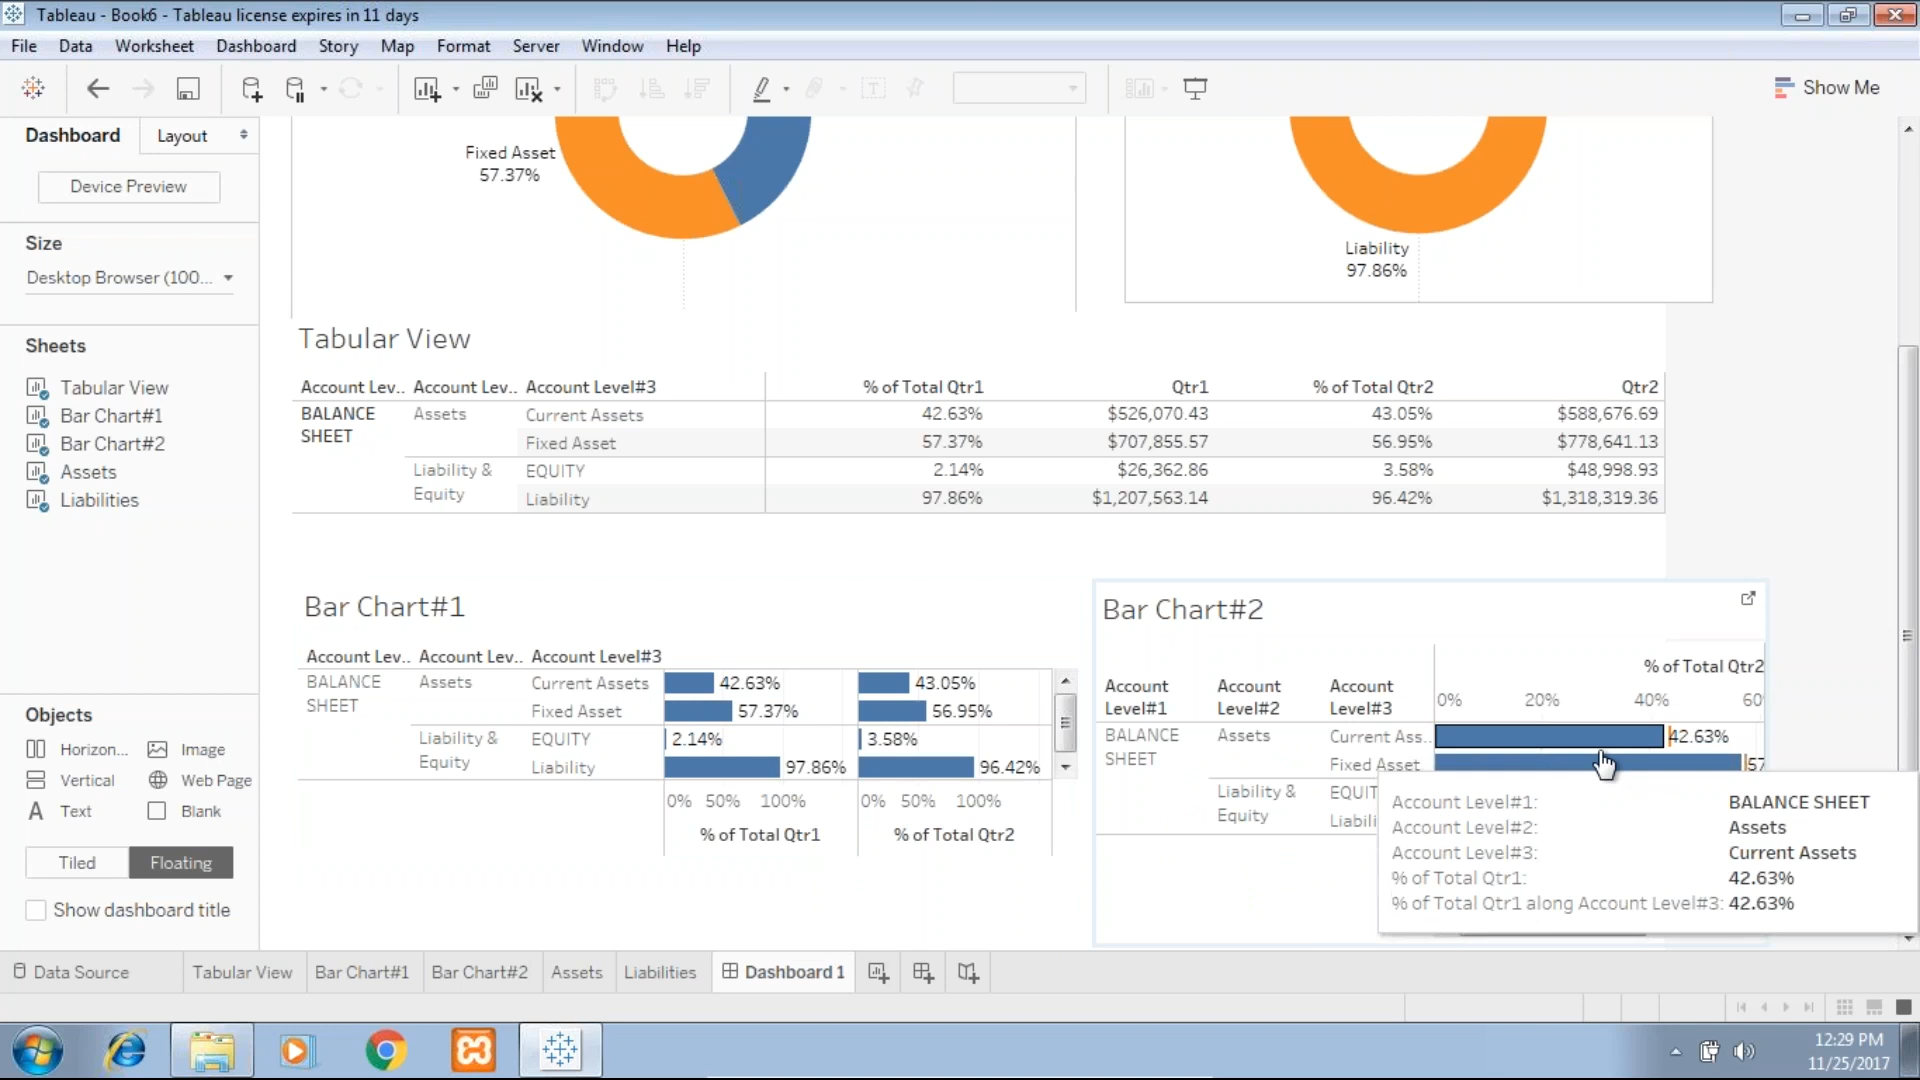 Tableau - Book6 - Tableau license expires in 11 days
File Data Worksheet Dashboard Story Map Format Server Window Help
Show Me
Dashboard Layout
Device Preview
Size
Desktop Browser (100...
Sheets
Tabular View
Bar Chart#1
Bar Chart#2
Assets
Liabilities
Objects
Horizon... Image
Vertical Web Page
A Text Blank
Tiled Floating
Show dashboard title
Fixed Asset
57.37%
Liability
97.86%
Tabular View
Account Lev.. Account Lev.. Account Level#3 % of Total Qtr1 Qtr1 % of Total Qtr2 Qtr2
BALANCE SHEET Assets Current Assets 42.63% $526,070.43 43.05% $588,676.69
Fixed Asset 57.37% $707,855.57 56.95% $778,641.13
Liability & Equity EQUITY 2.14% $26,362.86 3.58% $48,998.93
Liability 97.86% $1,207,563.14 96.42% $1,318,319.36
Bar Chart#1
Account Lev.. Account Lev.. Account Level#3
BALANCE SHEET Assets Current Assets 42.63% 43.05%
Fixed Asset 57.37% 56.95%
Liability & Equity EQUITY 2.14% 3.58%
Liability 97.86% 96.42%
0% 50% 100% 0% 50% 100%
% of Total Qtr1 % of Total Qtr2
Bar Chart#2
% of Total Qtr2
Account Level#1 Account Level#2 Account Level#3 0% 20% 40% 60
BALANCE SHEET Assets Current Ass.. 42.63%
Fixed Asset 57
Liability & Equity EQUIT
Liabili
Account Level#1: BALANCE SHEET
Account Level#2: Assets
Account Level#3: Current Assets
% of Total Qtr1: 42.63%
% of Total Qtr1 along Account Level#3: 42.63%
Data Source Tabular View Bar Chart#1 Bar Chart#2 Assets Liabilities Dashboard 1
12:29 PM
11/25/2017